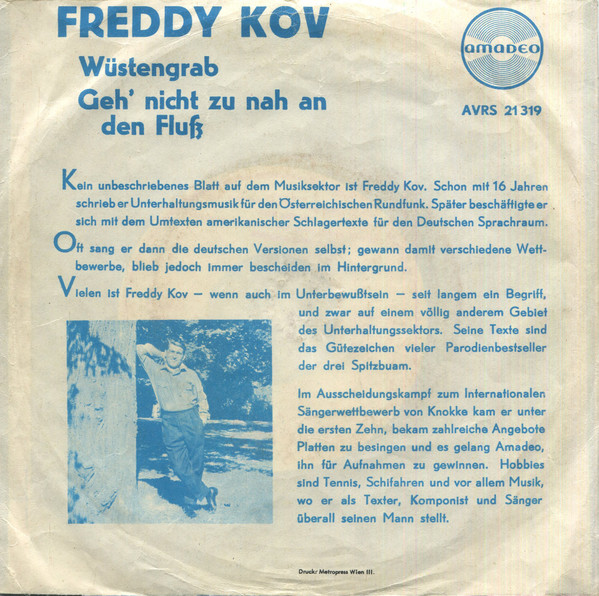 FREDDY KOV
amadeo
Wüstengrab
Geh' nicht zu nah an
den Fluß
AVRS 21 319
Kein unbeschriebenes Blatt auf dem Musiksektor ist Freddy Kov. Schon mit 16 Jahren
schrieb er Unterhaltungsmusik für den Österreichischen Rundfunk. Später beschäftigte er
sich mit dem Umtexten amerikanischer Schlagertexte für den Deutschen Sprachraum.
Oft sang er dann die deutschen Versionen selbst; gewann damit verschiedene Wett-
bewerbe, blieb jedoch immer bescheiden im Hintergrund.
Vielen ist Freddy Kov — wenn auch im Unterbewußtsein — seit langem ein Begriff,
und zwar auf einem völlig anderem Gebiet
des Unterhaltungssektors. Seine Texte sind
das Gütezeichen vieler Parodienbestseller
der drei Spitzbuam.
Im Ausscheidungskampf zum Internationalen
Sängerwettbewerb von Knokke kam er unter
die ersten Zehn, bekam zahlreiche Angebote
Platten zu besingen und es gelang Amadeo,
ihn für Aufnahmen zu gewinnen. Hobbies
sind Tennis, Schifahren und vor allem Musik,
wo er als Texter, Komponist und Sänger
überall seinen Mann stellt.
Druck: Metropress Wien III.